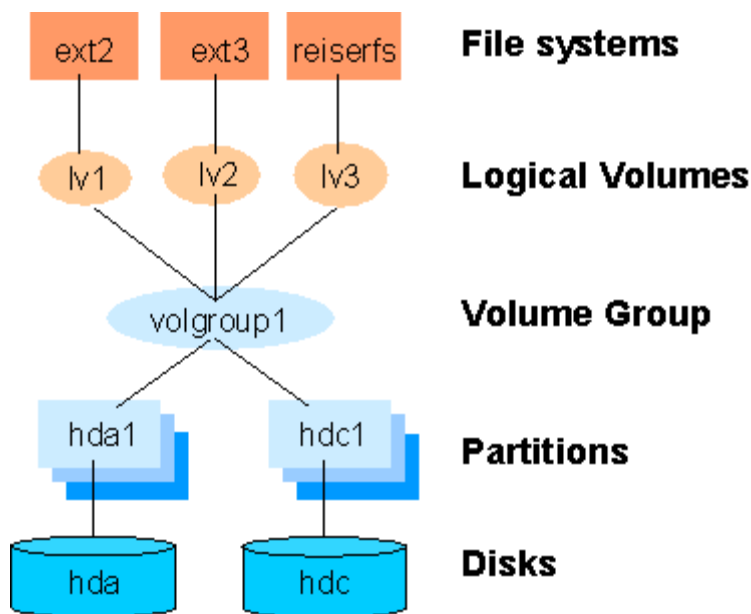 ext2 ext3 reiserfs File systems
lv1 lv2 lv3 Logical Volumes
volgroup1 Volume Group
hda1 hdc1 Partitions
hda hdc Disks